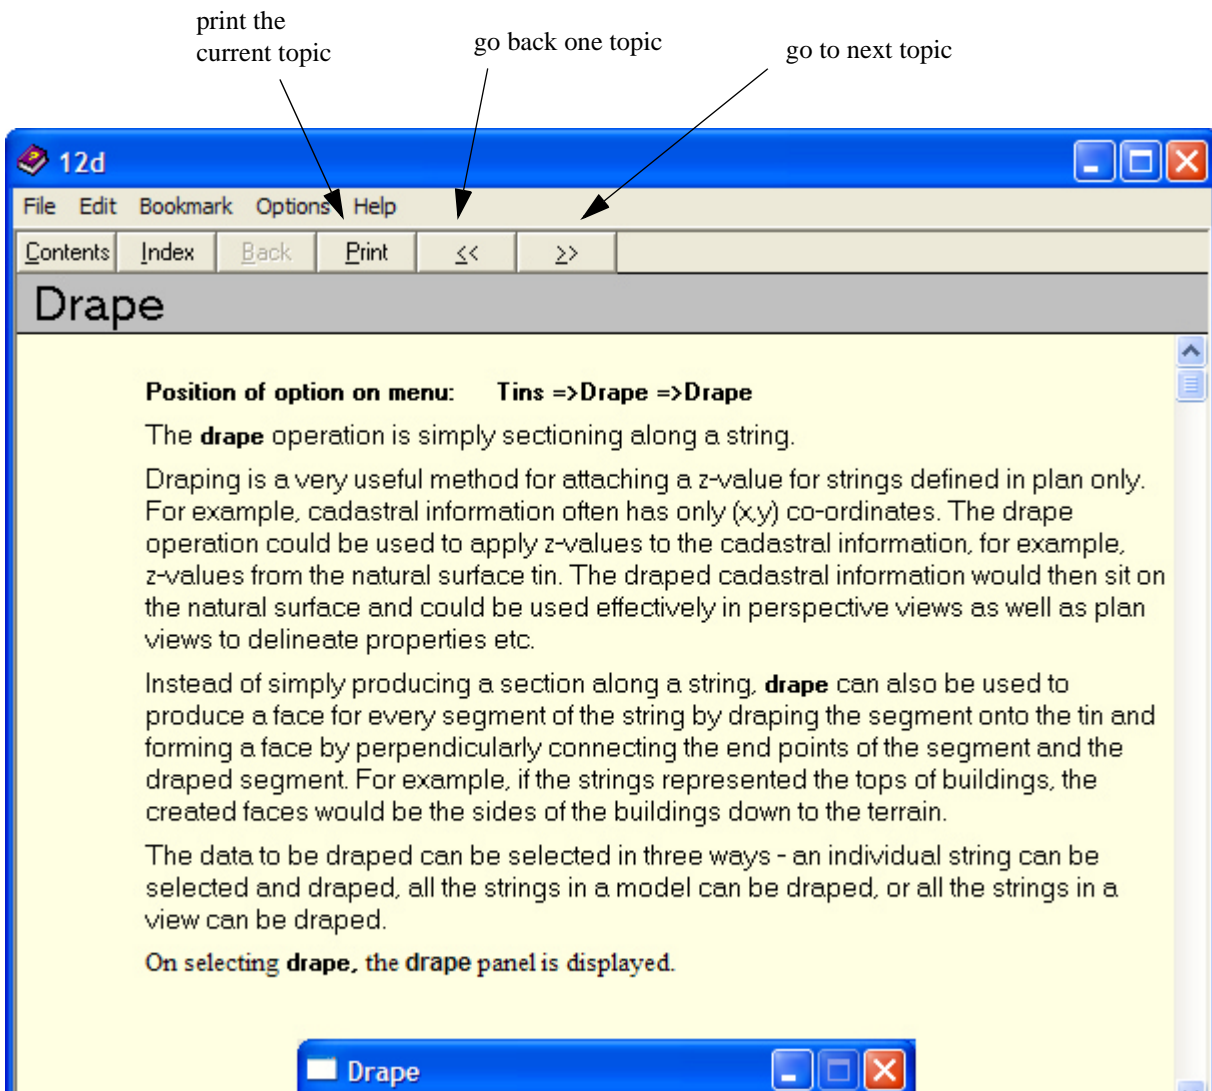 print the
current topic
go back one topic
go to next topic
12d
File Edit Bookmark Options Help
Contents Index Back Print << >>
Drape
Position of option on menu: Tins =>Drape =>Drape
The drape operation is simply sectioning along a string.
Draping is a very useful method for attaching a z-value for strings defined in plan only.
For example, cadastral information often has only (x,y) co-ordinates. The drape
operation could be used to apply z-values to the cadastral information, for example,
z-values from the natural surface tin. The draped cadastral information would then sit on
the natural surface and could be used effectively in perspective views as well as plan
views to delineate properties etc.
Instead of simply producing a section along a string, drape can also be used to
produce a face for every segment of the string by draping the segment onto the tin and
forming a face by perpendicularly connecting the end points of the segment and the
draped segment. For example, if the strings represented the tops of buildings, the
created faces would be the sides of the buildings down to the terrain.
The data to be draped can be selected in three ways - an individual string can be
selected and draped, all the strings in a model can be draped, or all the strings in a
view can be draped.
On selecting drape, the drape panel is displayed.
Drape